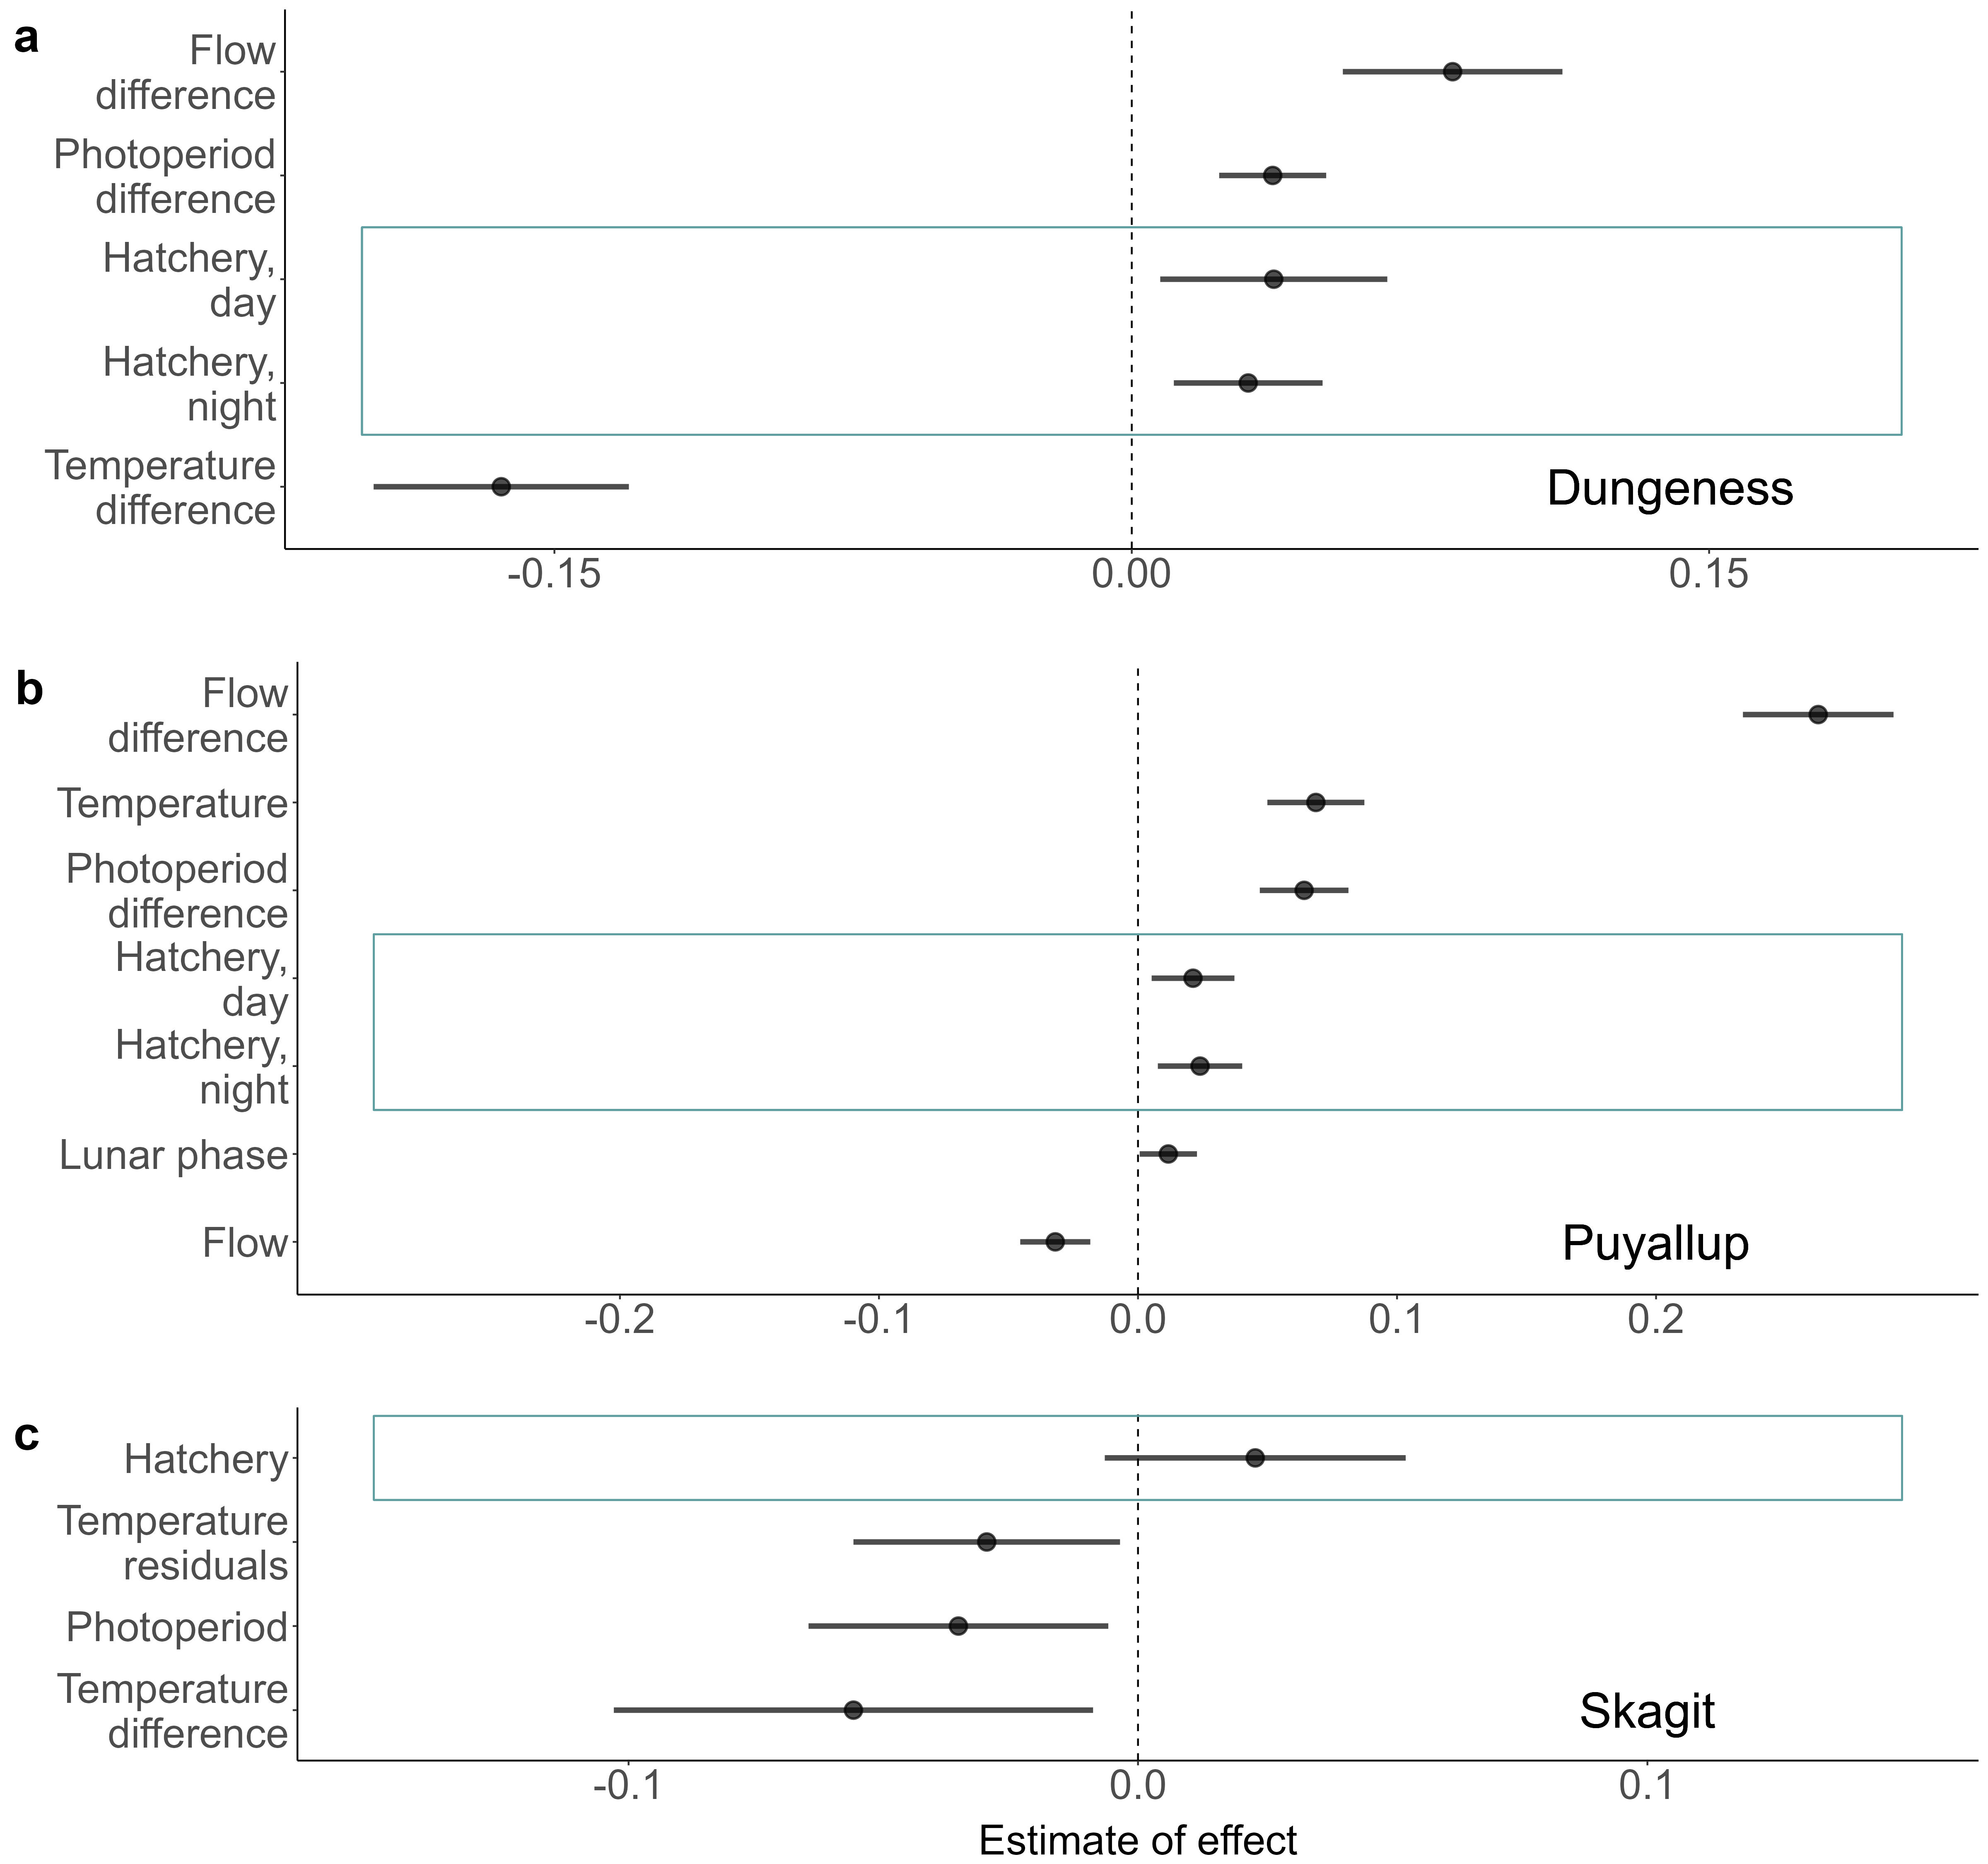 a
Flow
difference
Photoperiod
difference
Hatchery,
day
Hatchery,
night
Temperature
difference
Dungeness
-0.15 0.00 0.15
b
Flow
difference
Temperature
Photoperiod
difference
Hatchery,
day
Hatchery,
night
Lunar phase
Flow
Puyallup
-0.2 -0.1 0.0 0.1 0.2
c
Hatchery
Temperature
residuals
Photoperiod
Temperature
difference
Skagit
-0.1 0.0 0.1
Estimate of effect